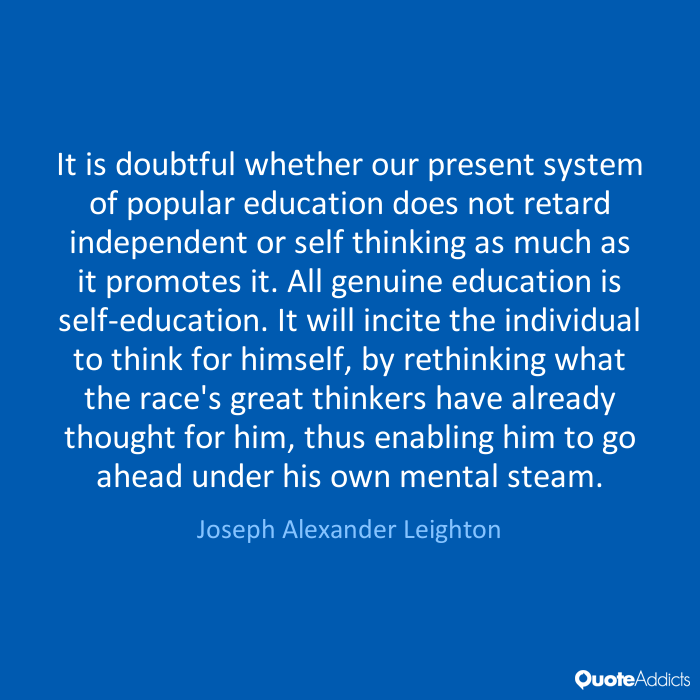 It is doubtful whether our present system
of popular education does not retard
independent or self thinking as much as
it promotes it. All genuine education is
self-education. It will incite the individual
to think for himself, by rethinking what
the race's great thinkers have already
thought for him, thus enabling him to go
ahead under his own mental steam.
Joseph Alexander Leighton
QuoteAddicts